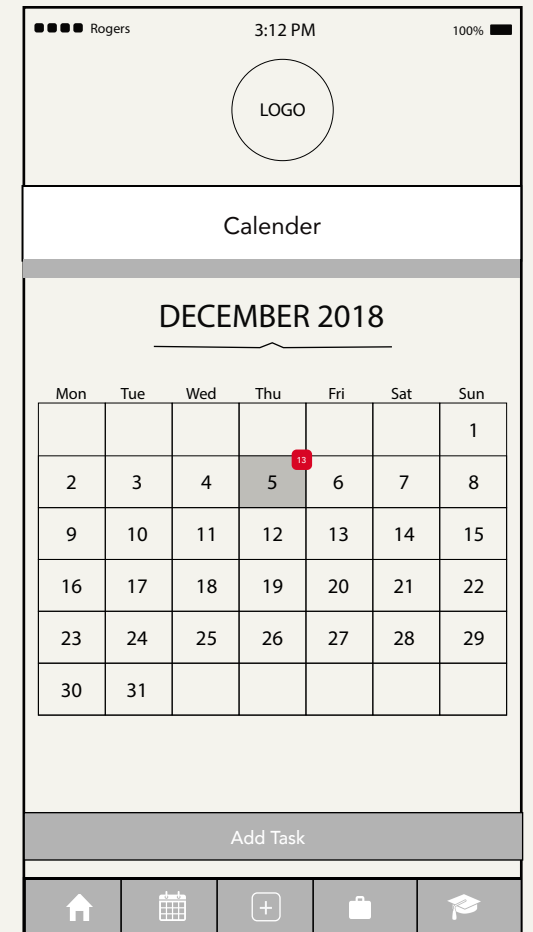 Rogers 3:12 PM 100%
LOGO
Calender
DECEMBER 2018
Mon Tue Wed Thu Fri Sat Sun
1
13
2 3 4 5 6 7 8
9 10 11 12 13 14 15
16 17 18 19 20 21 22
23 24 25 26 27 28 29
30 31
Add Task